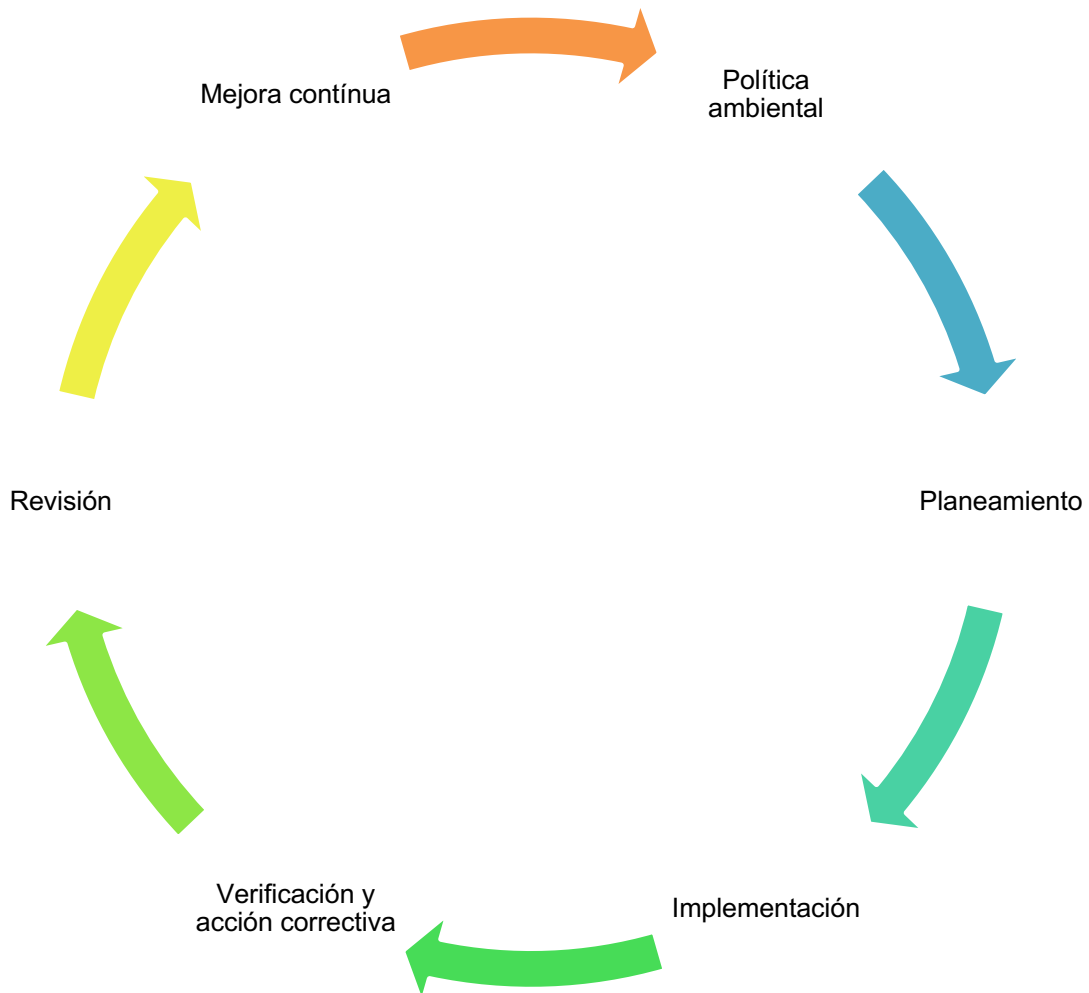 Mejora contínua
Política
ambiental
Revisión
Planeamiento
Verificación y
acción correctiva
Implementación